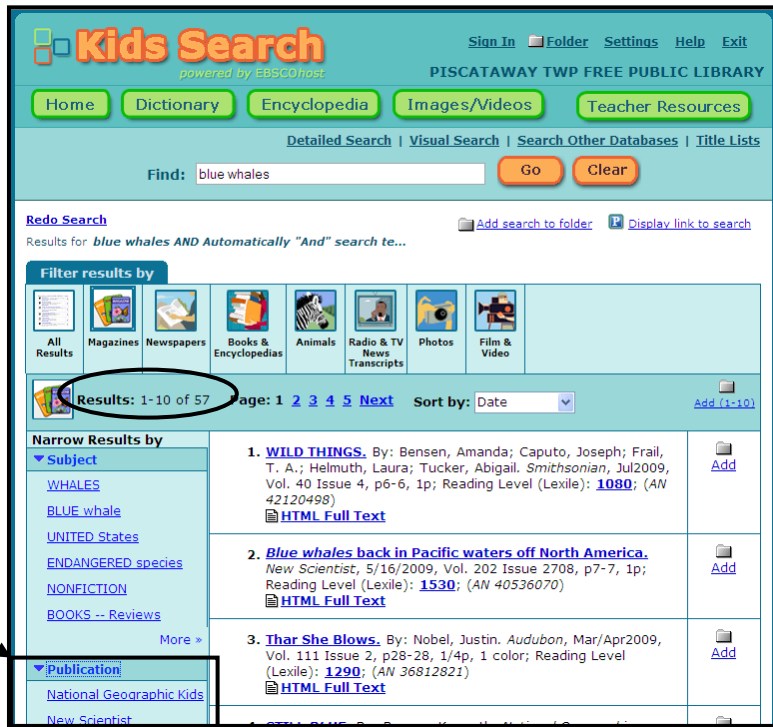 Kids Search
powered by EBSCOhost
Sign In Folder Settings Help Exit
PISCATAWAY TWP FREE PUBLIC LIBRARY
Home Dictionary Encyclopedia Images/Videos Teacher Resources
Detailed Search | Visual Search | Search Other Databases | Title Lists
Find: blue whales Go Clear
Redo Search
Add search to folder Display link to search
Results for blue whales AND Automatically "And" search te...
Filter results by
All Results
Magazines
Newspapers
Books & Encyclopedias
Animals
Radio & TV News Transcripts
Photos
Film & Video
Results: 1-10 of 57 Page: 1 2 3 4 5 Next Sort by: Date
Add (1-10)
Narrow Results by
Subject
WHALES
BLUE whale
UNITED States
ENDANGERED species
NONFICTION
BOOKS -- Reviews
More »
Publication
National Geographic Kids
New Scientist
1. WILD THINGS. By: Bensen, Amanda; Caputo, Joseph; Frail,
T. A.; Helmuth, Laura; Tucker, Abigail. Smithsonian, Jul2009,
Vol. 40 Issue 4, p6-6, 1p; Reading Level (Lexile): 1080; (AN
42120498)
HTML Full Text
Add
2. Blue whales back in Pacific waters off North America.
New Scientist, 5/16/2009, Vol. 202 Issue 2708, p7-7, 1p;
Reading Level (Lexile): 1530; (AN 40536070)
HTML Full Text
Add
3. Thar She Blows. By: Nobel, Justin. Audubon, Mar/Apr2009,
Vol. 111 Issue 2, p28-28, 1/4p, 1 color; Reading Level
(Lexile): 1290; (AN 36812821)
HTML Full Text
Add